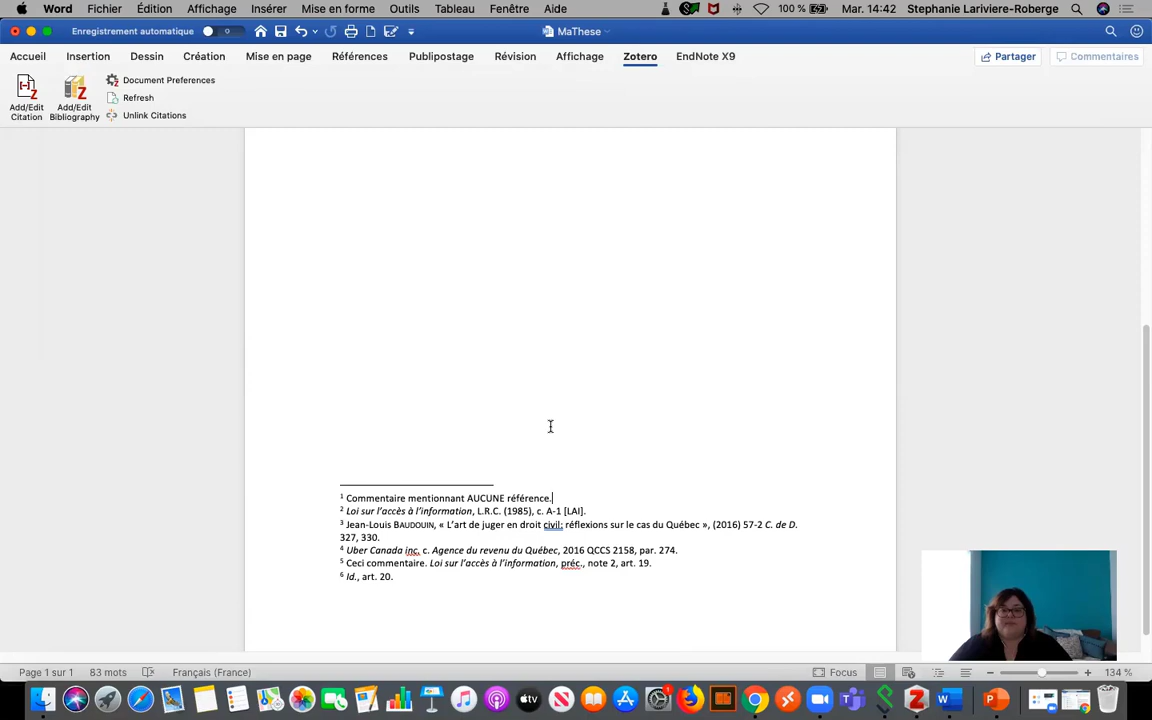 Word Fichier Édition Affichage Insérer Mise en forme Outils Tableau Fenêtre Aide 100 % Mar. 14:42 Stephanie Lariviere-Roberge
Enregistrement automatique MaThese
Accueil Insertion Dessin Création Mise en page Références Publipostage Révision Affichage Zotero EndNote X9 Partager Commentaires
Document Preferences
Refresh
Unlink Citations
Add/Edit Citation
Add/Edit Bibliography
1 Commentaire mentionnant AUCUNE référence.
2 Loi sur l'accès à l'information, L.R.C. (1985), c. A-1 [LAI].
3 Jean-Louis BAUDOUIN, « L'art de juger en droit civil: réflexions sur le cas du Québec », (2016) 57-2 C. de D.
327, 330.
4 Uber Canada inc. c. Agence du revenu du Québec, 2016 QCCS 2158, par. 274.
5 Ceci commentaire. Loi sur l'accès à l'information, préc., note 2, art. 19.
6 Id., art. 20.
Page 1 sur 1 83 mots Français (France) Focus 134 %
tv